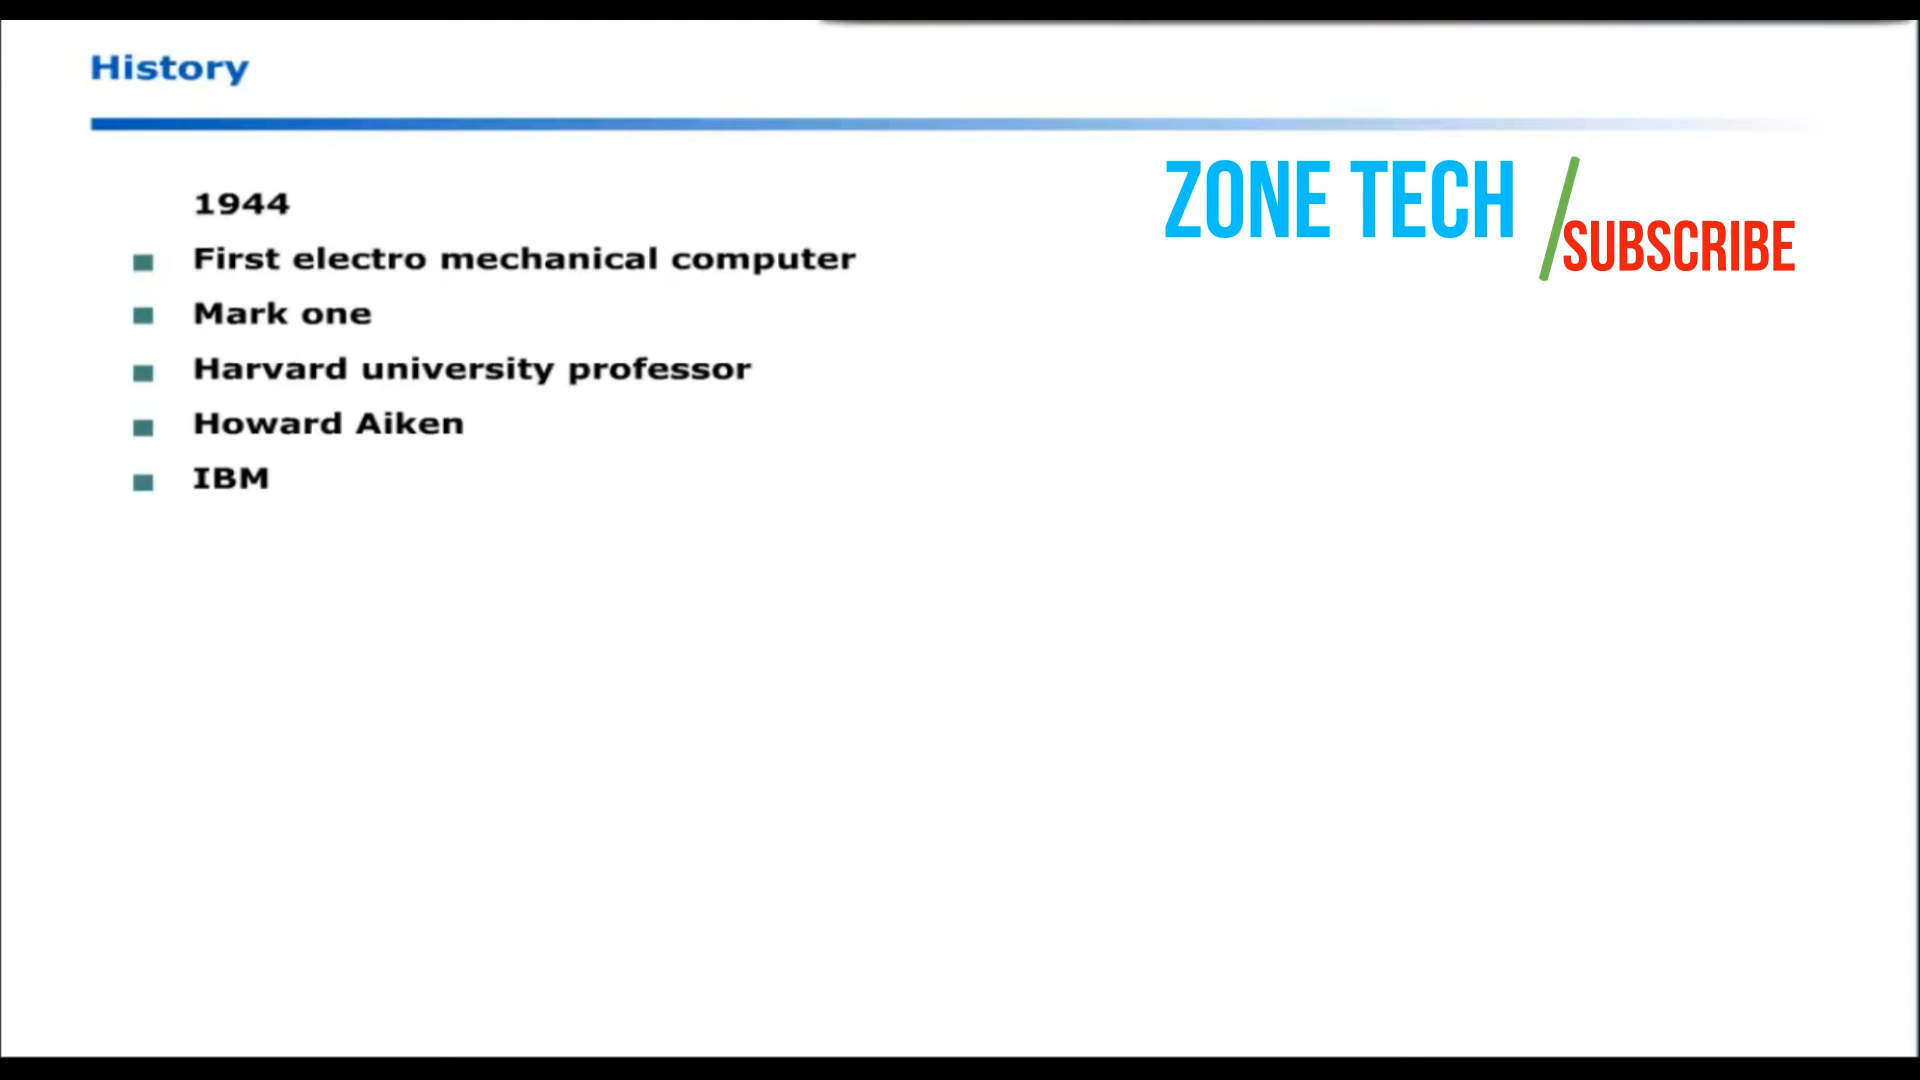 History
ZONE TECH
SUBSCRIBE
1944
First electro mechanical computer
Mark one
Harvard university professor
Howard Aiken
IBM